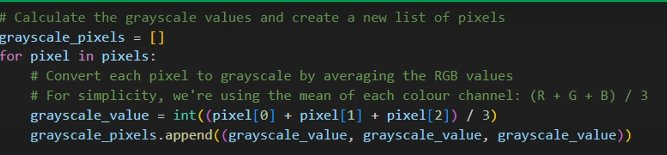 # Calculate the grayscale values and create a new list of pixels
grayscale_pixels = []
for pixel in pixels:
    # Convert each pixel to grayscale by averaging the RGB values
    # For simplicity, we're using the mean of each colour channel: (R + G + B) / 3
    grayscale_value = int((pixel[0] + pixel[1] + pixel[2]) / 3)
    grayscale_pixels.append((grayscale_value, grayscale_value, grayscale_value))